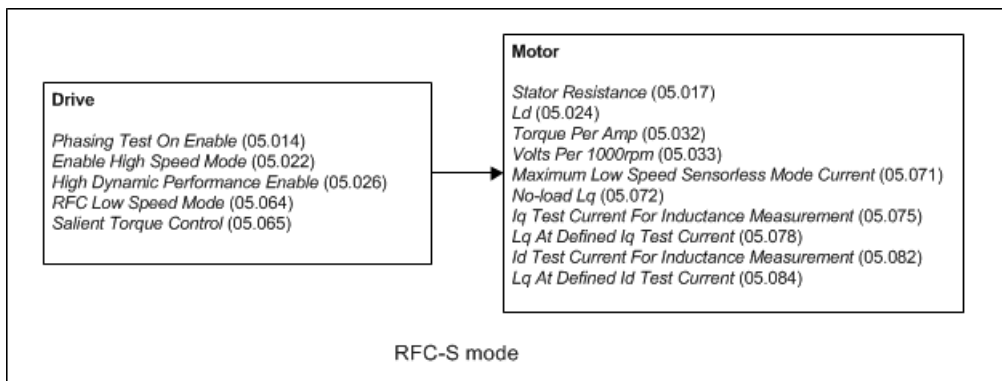 Drive
Phasing Test On Enable (05.014)
Enable High Speed Mode (05.022)
High Dynamic Performance Enable (05.026)
RFC Low Speed Mode (05.064)
Salient Torque Control (05.065)
Motor
Stator Resistance (05.017)
Ld (05.024)
Torque Per Amp (05.032)
Volts Per 1000rpm (05.033)
Maximum Low Speed Sensorless Mode Current (05.071)
No-load Lq (05.072)
Iq Test Current For Inductance Measurement (05.075)
Lq At Defined Iq Test Current (05.078)
Id Test Current For Inductance Measurement (05.082)
Lq At Defined Id Test Current (05.084)
RFC-S mode